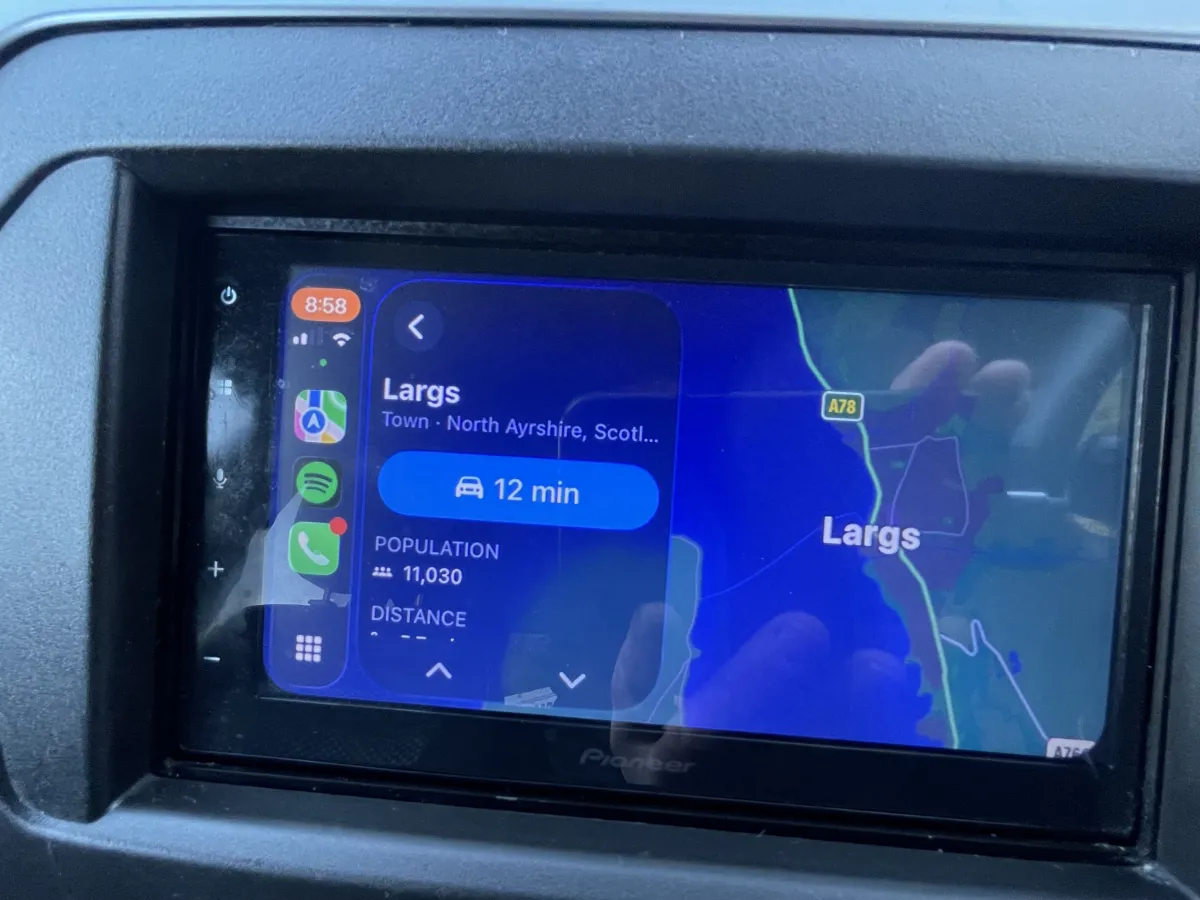 8:58
Largs
Town · North Ayrshire, Scotl...
12 min
POPULATION
11,030
DISTANCE
A78
Largs
Pioneer